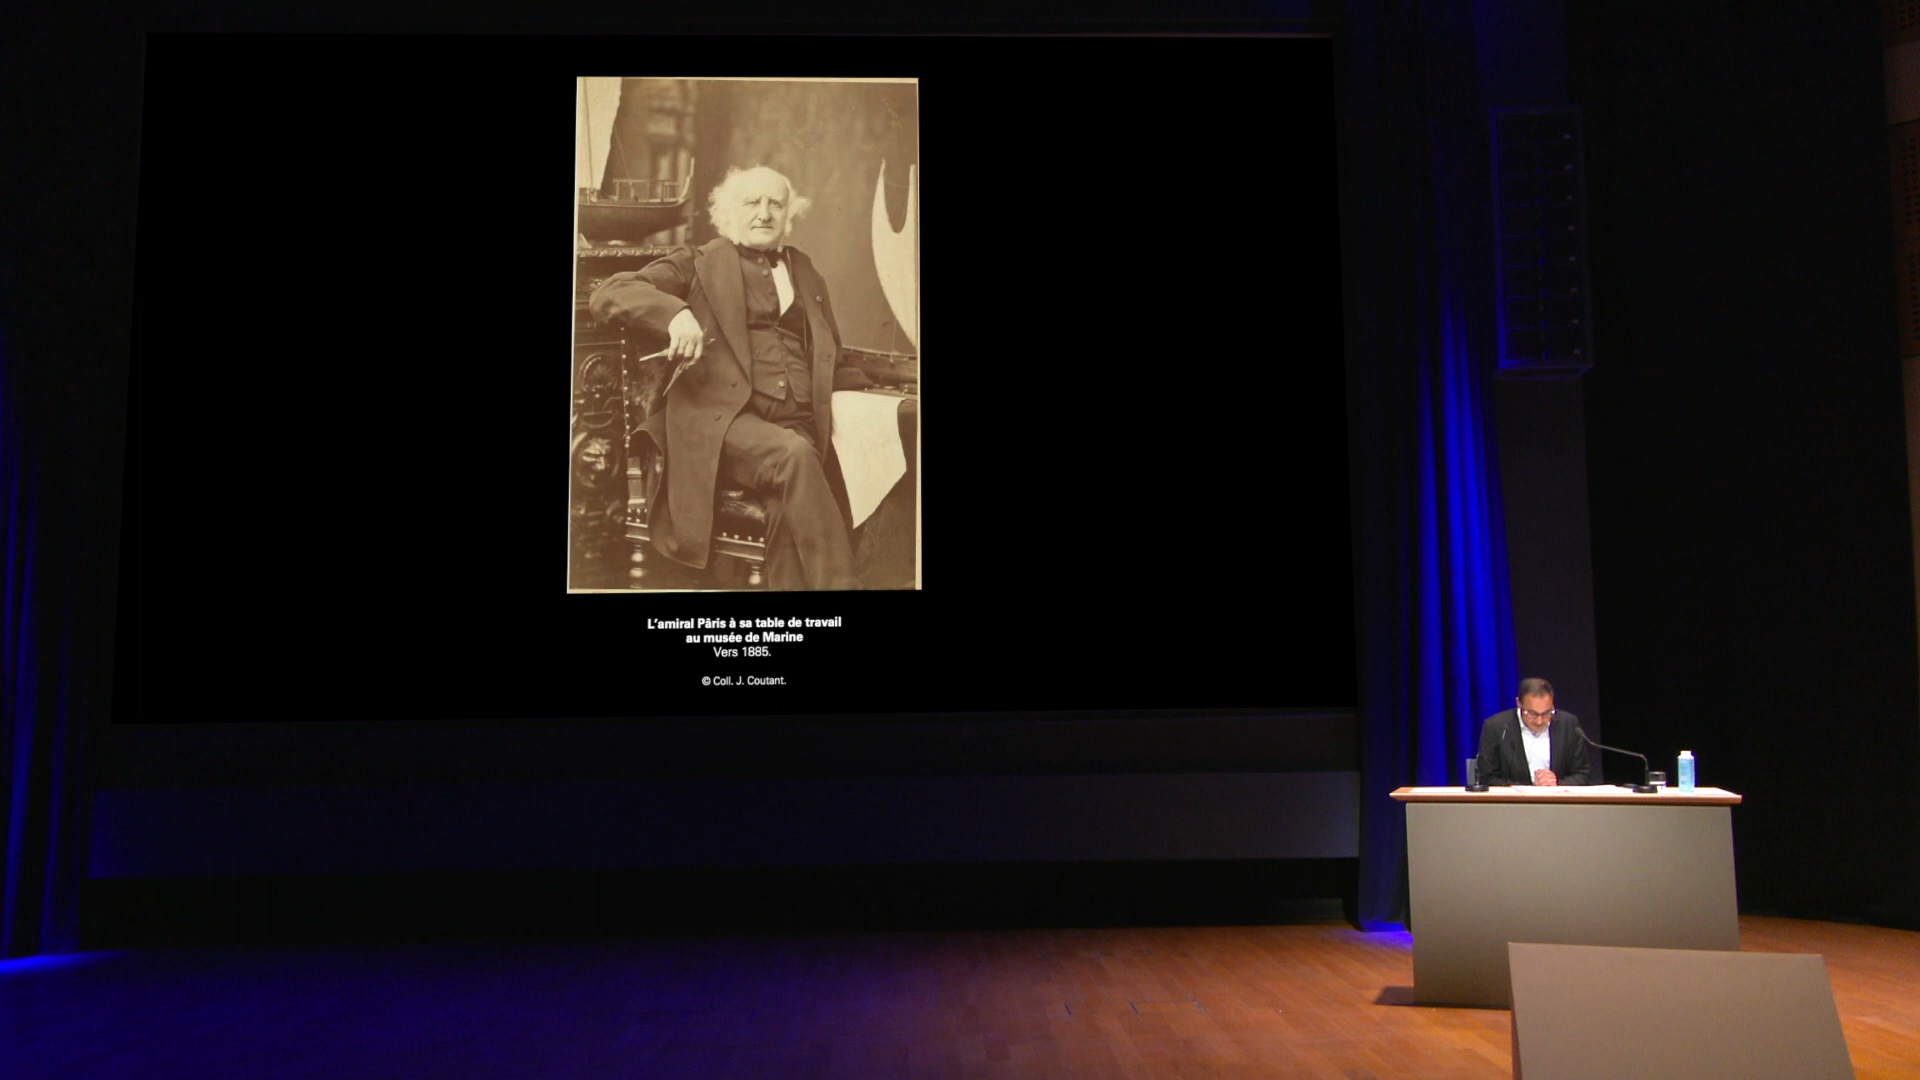 L'amiral Pâris à sa table de travail
au musée de Marine
Vers 1885.
© Coll. J. Coutant.